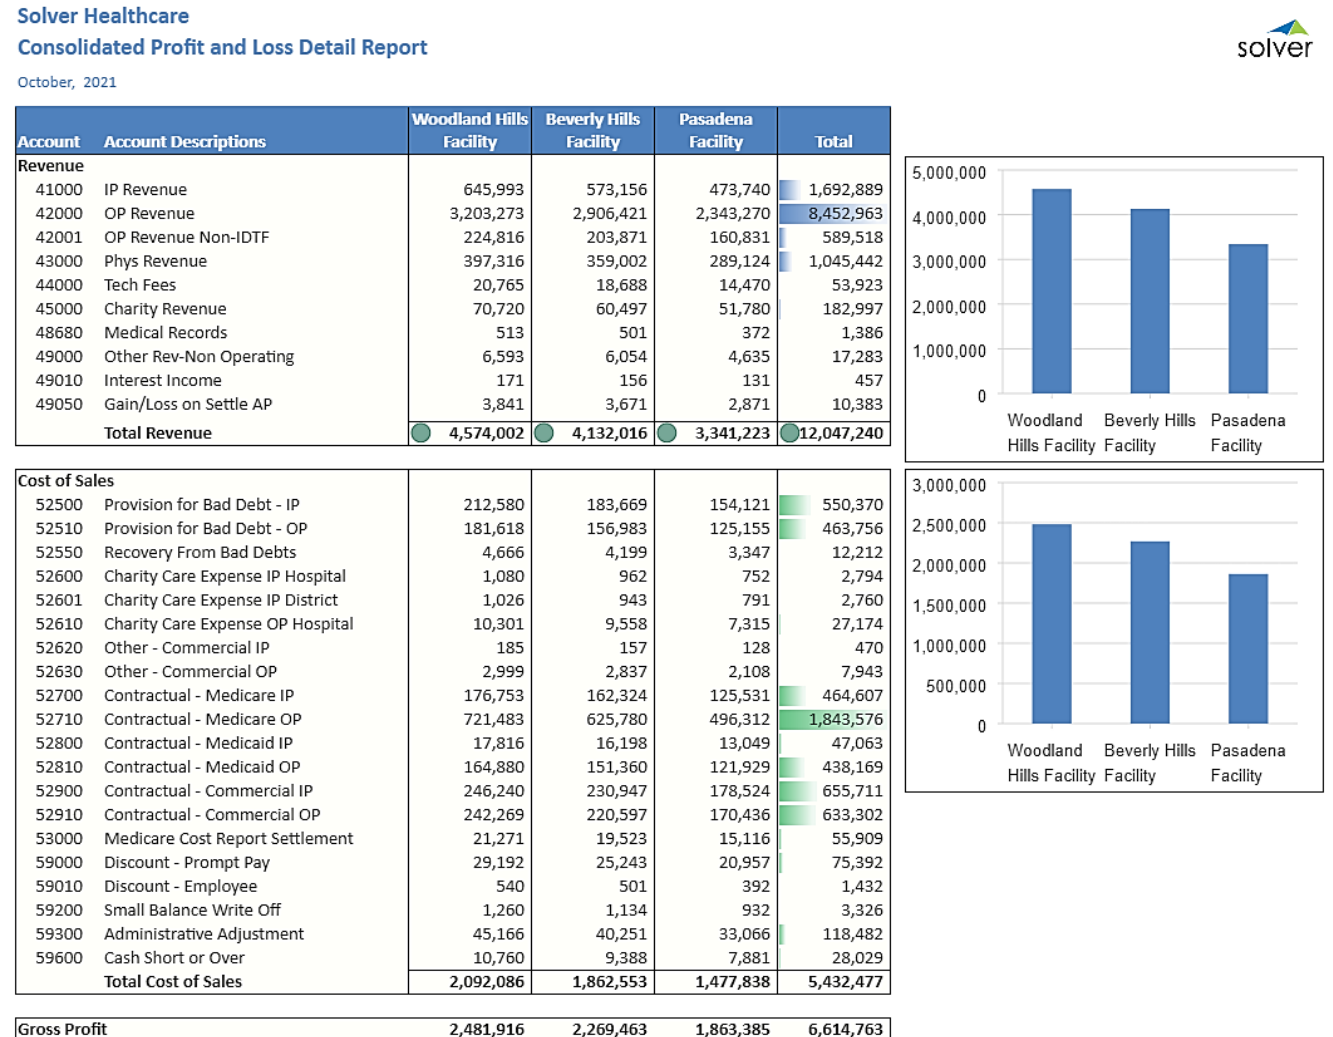 Solver Healthcare
Consolidated Profit and Loss Detail Report
October, 2021
solver
Woodland Hills Beverly Hills Pasadena
Account Account Descriptions Facility Facility Facility Total
Revenue
41000 IP Revenue 645,993 573,156 473,740 1,692,889
42000 OP Revenue 3,203,273 2,906,421 2,343,270 8,452,963
42001 OP Revenue Non-IDTF 224,816 203,871 160,831 589,518
43000 Phys Revenue 397,316 359,002 289,124 1,045,442
44000 Tech Fees 20,765 18,688 14,470 53,923
45000 Charity Revenue 70,720 60,497 51,780 182,997
48680 Medical Records 513 501 372 1,386
49000 Other Rev-Non Operating 6,593 6,054 4,635 17,283
49010 Interest Income 171 156 131 457
49050 Gain/Loss on Settle AP 3,841 3,671 2,871 10,383
Total Revenue 4,574,002 4,132,016 3,341,223 12,047,240
Cost of Sales
52500 Provision for Bad Debt - IP 212,580 183,669 154,121 550,370
52510 Provision for Bad Debt - OP 181,618 156,983 125,155 463,756
52550 Recovery From Bad Debts 4,666 4,199 3,347 12,212
52600 Charity Care Expense IP Hospital 1,080 962 752 2,794
52601 Charity Care Expense IP District 1,026 943 791 2,760
52610 Charity Care Expense OP Hospital 10,301 9,558 7,315 27,174
52620 Other - Commercial IP 185 157 128 470
52630 Other - Commercial OP 2,999 2,837 2,108 7,943
52700 Contractual - Medicare IP 176,753 162,324 125,531 464,607
52710 Contractual - Medicare OP 721,483 625,780 496,312 1,843,576
52800 Contractual - Medicaid IP 17,816 16,198 13,049 47,063
52810 Contractual - Medicaid OP 164,880 151,360 121,929 438,169
52900 Contractual - Commercial IP 246,240 230,947 178,524 655,711
52910 Contractual - Commercial OP 242,269 220,597 170,436 633,302
53000 Medicare Cost Report Settlement 21,271 19,523 15,116 55,909
59000 Discount - Prompt Pay 29,192 25,243 20,957 75,392
59010 Discount - Employee 540 501 392 1,432
59200 Small Balance Write Off 1,260 1,134 932 3,326
59300 Administrative Adjustment 45,166 40,251 33,066 118,482
59600 Cash Short or Over 10,760 9,388 7,881 28,029
Total Cost of Sales 2,092,086 1,862,553 1,477,838 5,432,477
Gross Profit 2,481,916 2,269,463 1,863,385 6,614,763
5,000,000
4,000,000
3,000,000
2,000,000
1,000,000
0
Woodland Beverly Hills Pasadena
Hills Facility Facility Facility
3,000,000
2,500,000
2,000,000
1,500,000
1,000,000
500,000
0
Woodland Beverly Hills Pasadena
Hills Facility Facility Facility